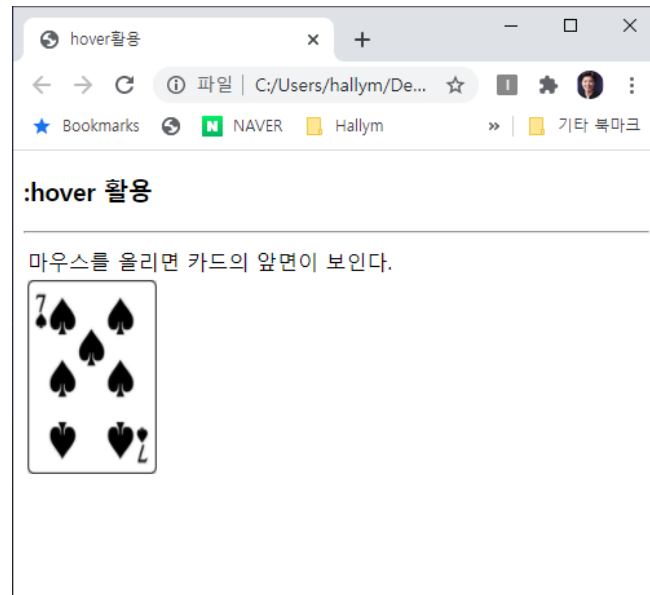 hover활용
파일 | C:/Users/hallym/De...
Bookmarks NAVER Hallym » 기타 북마크
:hover 활용
마우스를 올리면 카드의 앞면이 보인다.
7
7